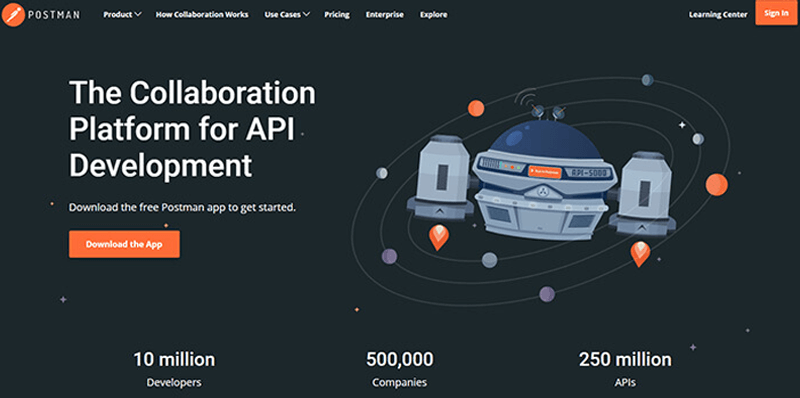 POSTMAN
Product
How Collaboration Works
Use Cases
Pricing
Enterprise
Explore
Learning Center
Sign In
The Collaboration
Platform for API
Development
Download the free Postman app to get started.
Download the App
API-5000
10 million
Developers
500,000
Companies
250 million
APIs